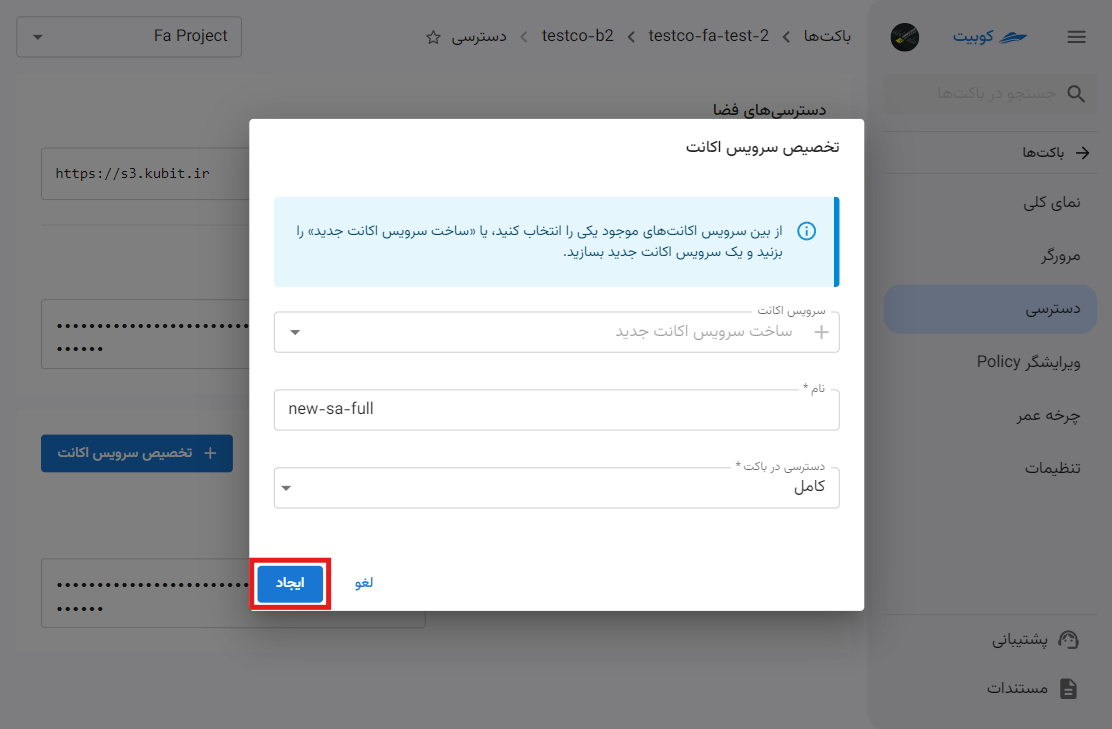 کوبیت
باکت‌ها
testco-fa-test-2
testco-b2
دسترسی
Fa Project
جستجو در باکت‌ها
باکت‌ها
نمای کلی
مرورگر
دسترسی
ویرایشگر Policy
چرخه عمر
تنظیمات
پشتیبانی
مستندات
دسترسی‌های فضا
https://s3.kubit.ir
تخصیص سرویس اکانت
تخصیص سرویس اکانت
از بین سرویس اکانت‌های موجود یکی را انتخاب کنید، یا «ساخت سرویس اکانت جدید» را
بزنید و یک سرویس اکانت جدید بسازید.
سرویس اکانت
ساخت سرویس اکانت جدید
نام *
new-sa-full
دسترسی در باکت *
کامل
لغو
ایجاد